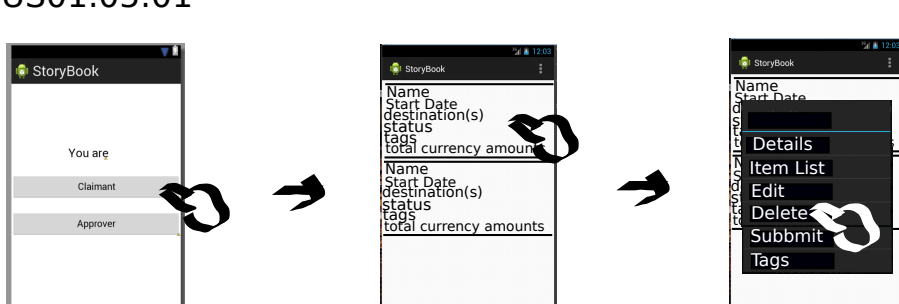 US01.05.01
StoryBook
You are
Claimant
Approver
12:03
StoryBook
Name
Start Date
destination(s)
status
tags
total currency amounts
Name
Start Date
destination(s)
status
tags
total currency amounts
12:03
StoryBook
Name
Start Date
Details
Item List
Edit
Delete
Subbmit
Tags